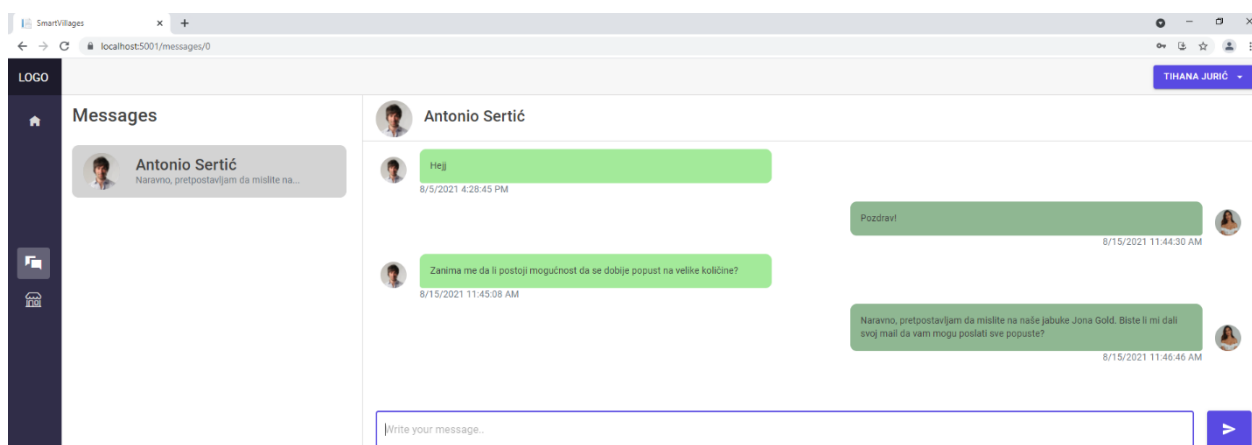 SmartVillages
localhost:5001/messages/0
LOGO
TIHANA JURIĆ
Messages
Antonio Sertić
Naravno, pretpostavljam da mislite na...
Antonio Sertić
Hejj
8/5/2021 4:28:45 PM
Pozdrav!
8/15/2021 11:44:30 AM
Zanima me da li postoji mogućnost da se dobije popust na velike količine?
8/15/2021 11:45:08 AM
Naravno, pretpostavljam da mislite na naše jabuke Jona Gold. Biste li mi dali
svoj mail da vam mogu poslati sve popuste?
8/15/2021 11:46:46 AM
Write your message..